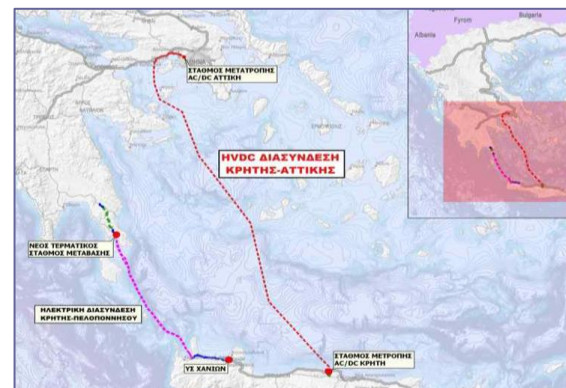 Fyrom
Bulgaria
Albania
ΣΤΑΘΜΟΣ ΜΕΤΑΤΡΟΠΗΣ
AC/DC ΑΤΤΙΚΗ
HVDC ΔΙΑΣΥΝΔΕΣΗ
ΚΡΗΤΗΣ-ΑΤΤΙΚΗΣ
ΝΕΟΣ ΤΕΡΜΑΤΙΚΟΣ
ΣΤΑΘΜΟΣ ΜΕΤΑΒΑΣΗΣ
ΗΛΕΚΤΡΙΚΗ ΔΙΑΣΥΝΔΕΣΗ
ΚΡΗΤΗΣ-ΠΕΛΟΠΟΝΝΗΣΟΥ
ΥΣ ΧΑΝΙΩΝ
ΣΤΑΘΜΟΣ ΜΕΤΡΟΠΗΣ
AC/DC ΚΡΗΤΗ